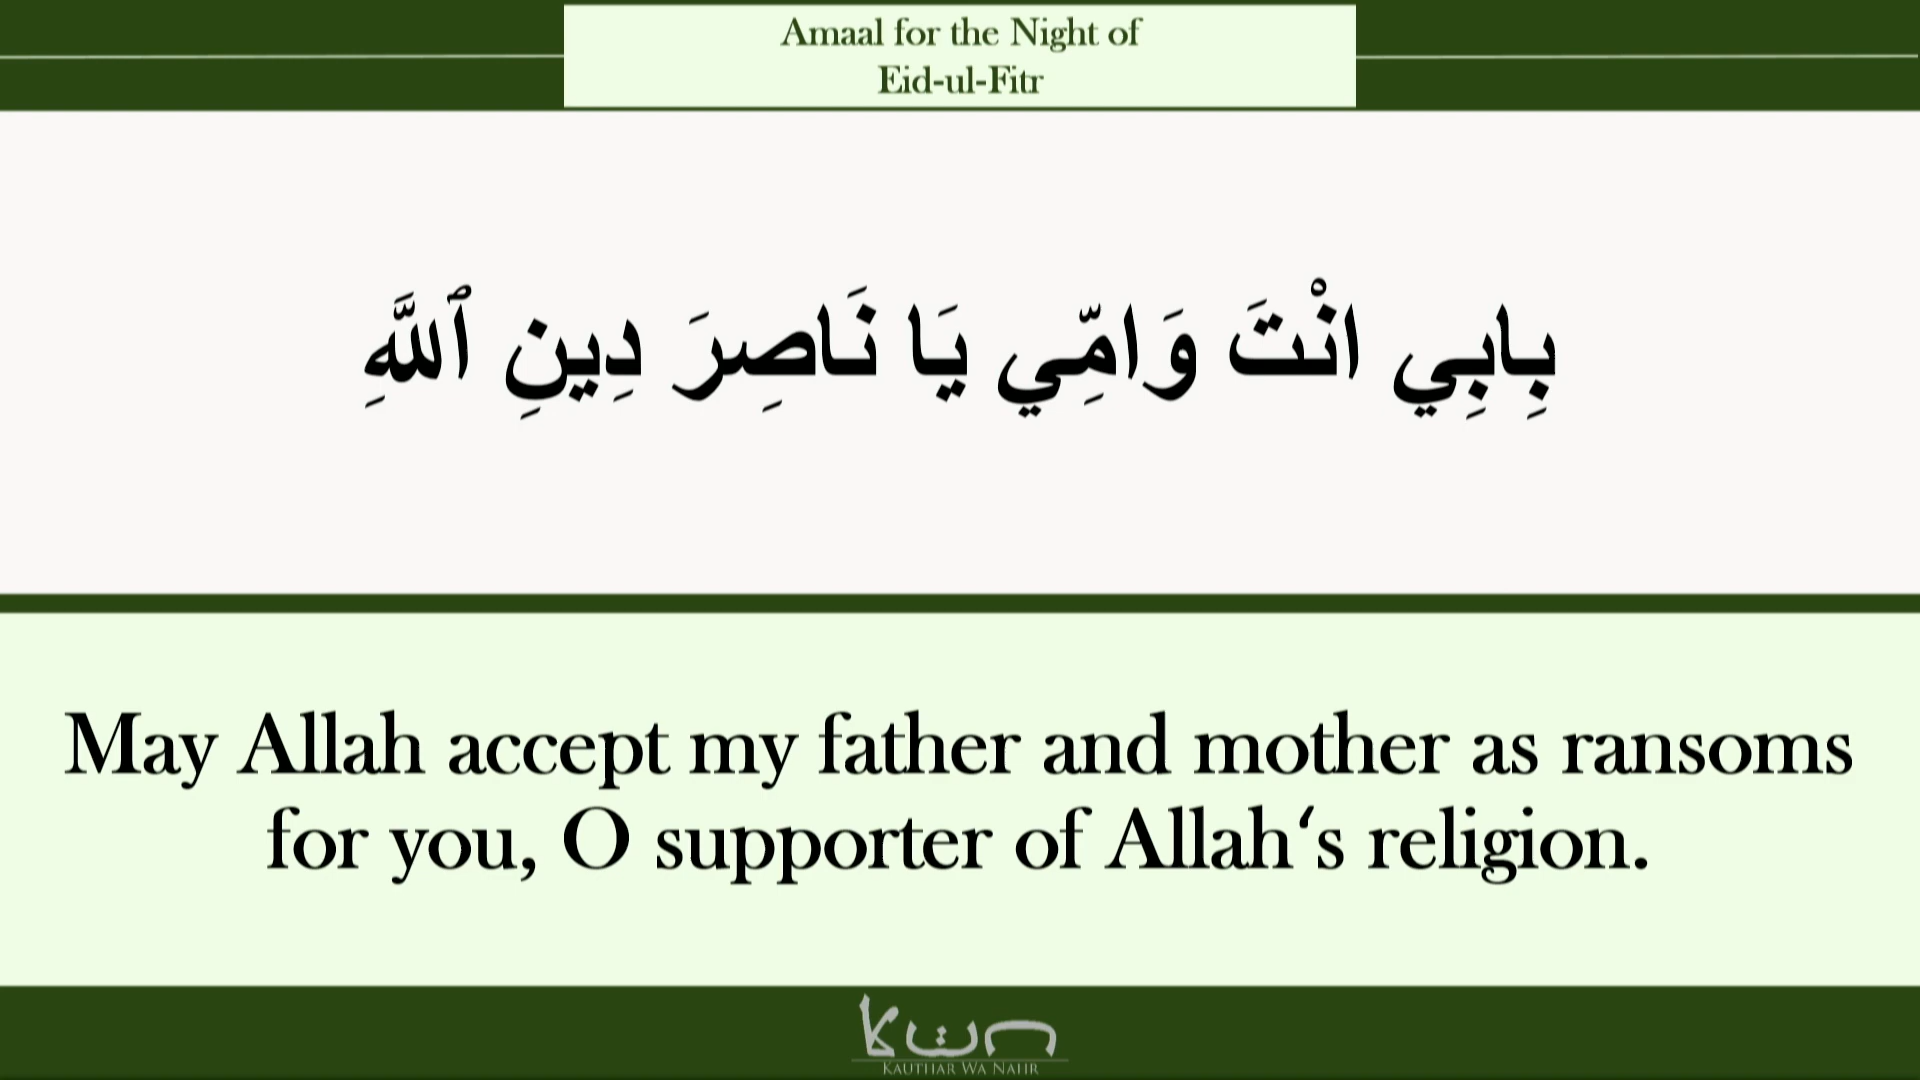 Amaal for the Night of
Eid-ul-Fitr
بِابِي انْتَ وَامِّي يَا نَاصِرَ دِينِ ٱللَّهِ
May Allah accept my father and mother as ransoms
for you, O supporter of Allah‘s religion.
KAUTHAR WA NAHR